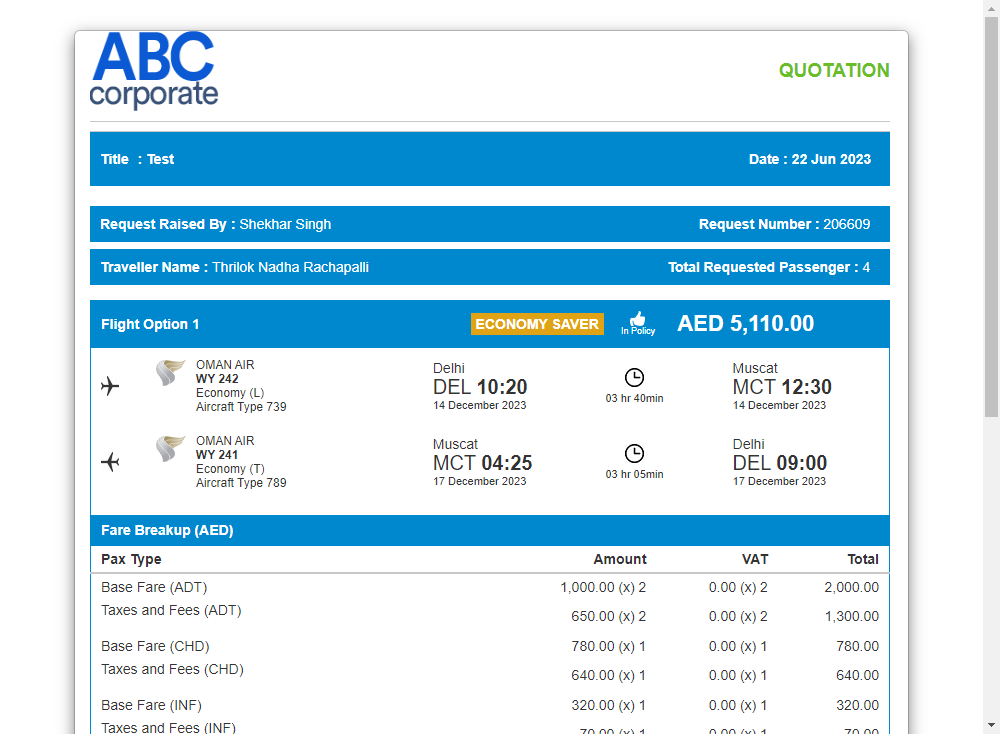 ABC
corporate
QUOTATION
Title : Test
Date : 22 Jun 2023
Request Raised By : Shekhar Singh
Request Number : 206609
Traveller Name : Thrilok Nadha Rachapalli
Total Requested Passenger : 4
Flight Option 1
ECONOMY SAVER
In Policy
AED 5,110.00
OMAN AIR
WY 242
Economy (L)
Aircraft Type 739
Delhi
DEL 10:20
14 December 2023
03 hr 40min
Muscat
MCT 12:30
14 December 2023
OMAN AIR
WY 241
Economy (T)
Aircraft Type 789
Muscat
MCT 04:25
17 December 2023
03 hr 05min
Delhi
DEL 09:00
17 December 2023
Fare Breakup (AED)
Pax Type Amount VAT Total
Base Fare (ADT) 1,000.00 (x) 2 0.00 (x) 2 2,000.00
Taxes and Fees (ADT) 650.00 (x) 2 0.00 (x) 2 1,300.00
Base Fare (CHD) 780.00 (x) 1 0.00 (x) 1 780.00
Taxes and Fees (CHD) 640.00 (x) 1 0.00 (x) 1 640.00
Base Fare (INF) 320.00 (x) 1 0.00 (x) 1 320.00
Taxes and Fees (INF) 70.00 (x) 1 0.00 (x) 1 70.00